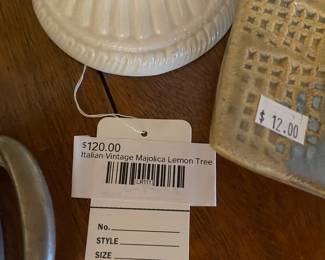 $120.00
Italian Vintage Majolica Lemon Tree
No.
STYLE
SIZE
$ 12.00